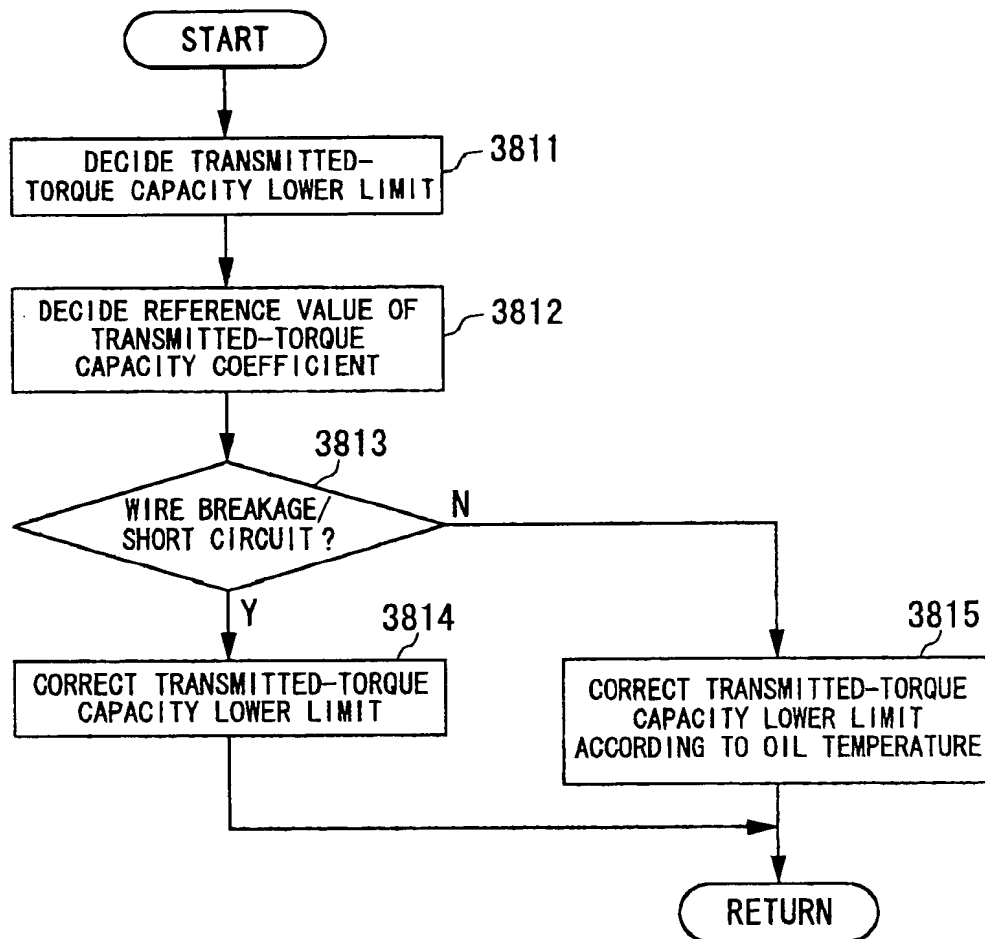 START
DECIDE TRANSMITTED-
TORQUE CAPACITY LOWER LIMIT
3811
DECIDE REFERENCE VALUE OF
TRANSMITTED-TORQUE
CAPACITY COEFFICIENT
3812
3813
WIRE BREAKAGE/
SHORT CIRCUIT?
N
Y
3814
CORRECT TRANSMITTED-TORQUE
CAPACITY LOWER LIMIT
3815
CORRECT TRANSMITTED-TORQUE
CAPACITY LOWER LIMIT
ACCORDING TO OIL TEMPERATURE
RETURN